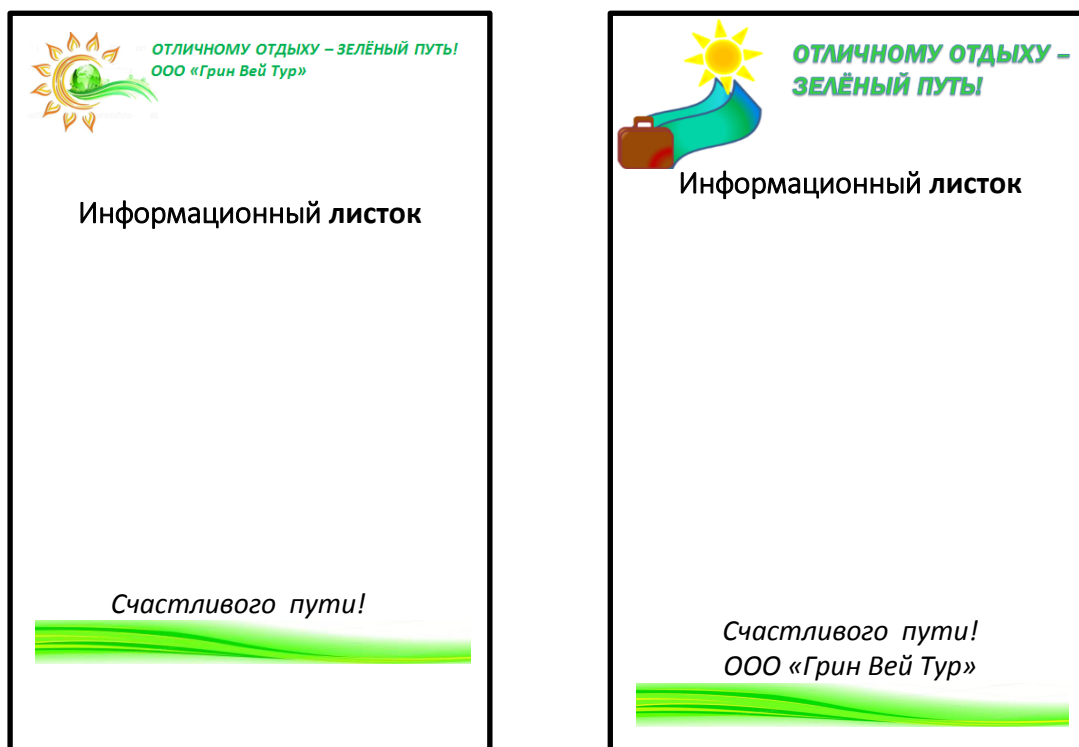 ОТЛИЧНОМУ ОТДЫХУ – ЗЕЛЁНЫЙ ПУТЬ!
ООО «Грин Вей Тур»
Информационный листок
Счастливого пути!
ОТЛИЧНОМУ ОТДЫХУ –
ЗЕЛЁНЫЙ ПУТЬ!
Информационный листок
Счастливого пути!
ООО «Грин Вей Тур»